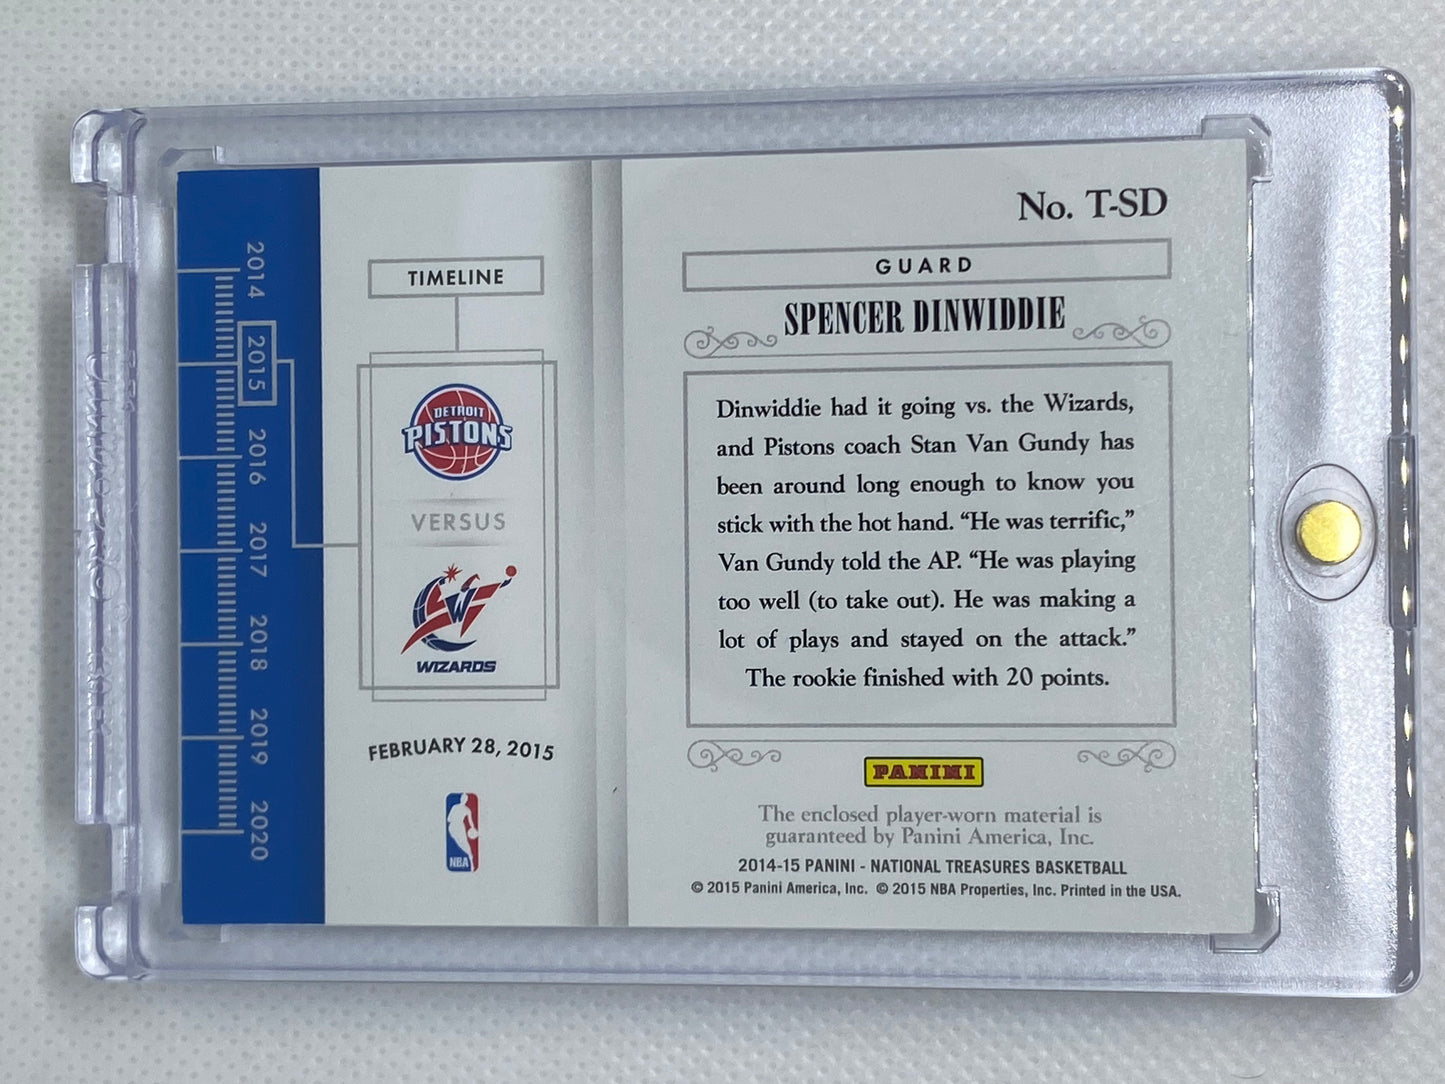 No. T-SD
GUARD
SPENCER DINWIDDIE
Dinwiddie had it going vs. the Wizards,
and Pistons coach Stan Van Gundy has
been around long enough to know you
stick with the hot hand. “He was terrific,”
Van Gundy told the AP. “He was playing
too well (to take out). He was making a
lot of plays and stayed on the attack.”
The rookie finished with 20 points.
PANINI
The enclosed player-worn material is
guaranteed by Panini America, Inc.
2014-15 PANINI - NATIONAL TREASURES BASKETBALL
© 2015 Panini America, Inc. © 2015 NBA Properties, Inc. Printed in the USA.
TIMELINE
DETROIT
PISTONS
VERSUS
WIZARDS
FEBRUARY 28, 2015
NBA
2014
2015
2016
2017
2018
2019
2020